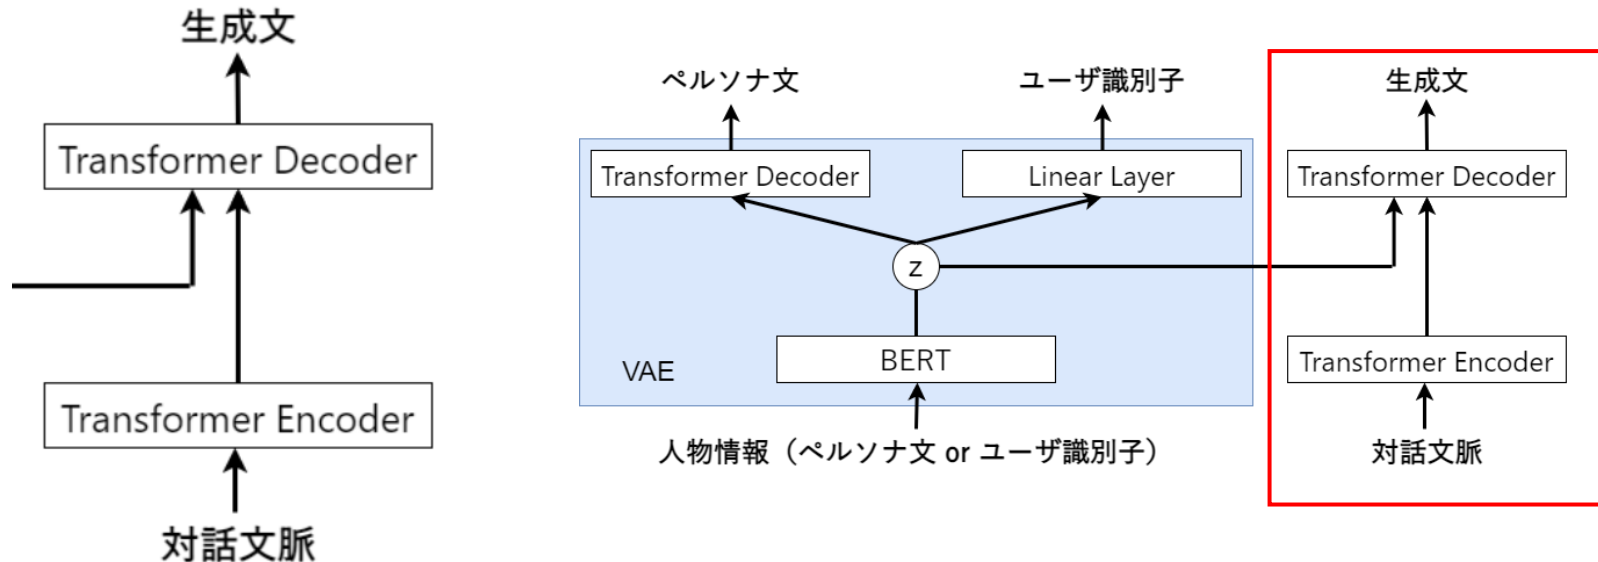 生成文
Transformer Decoder
Transformer Encoder
対話文脈
ペルソナ文
ユーザ識別子
Transformer Decoder
Linear Layer
z
BERT
VAE
人物情報（ペルソナ文 or ユーザ識別子）
生成文
Transformer Decoder
Transformer Encoder
対話文脈